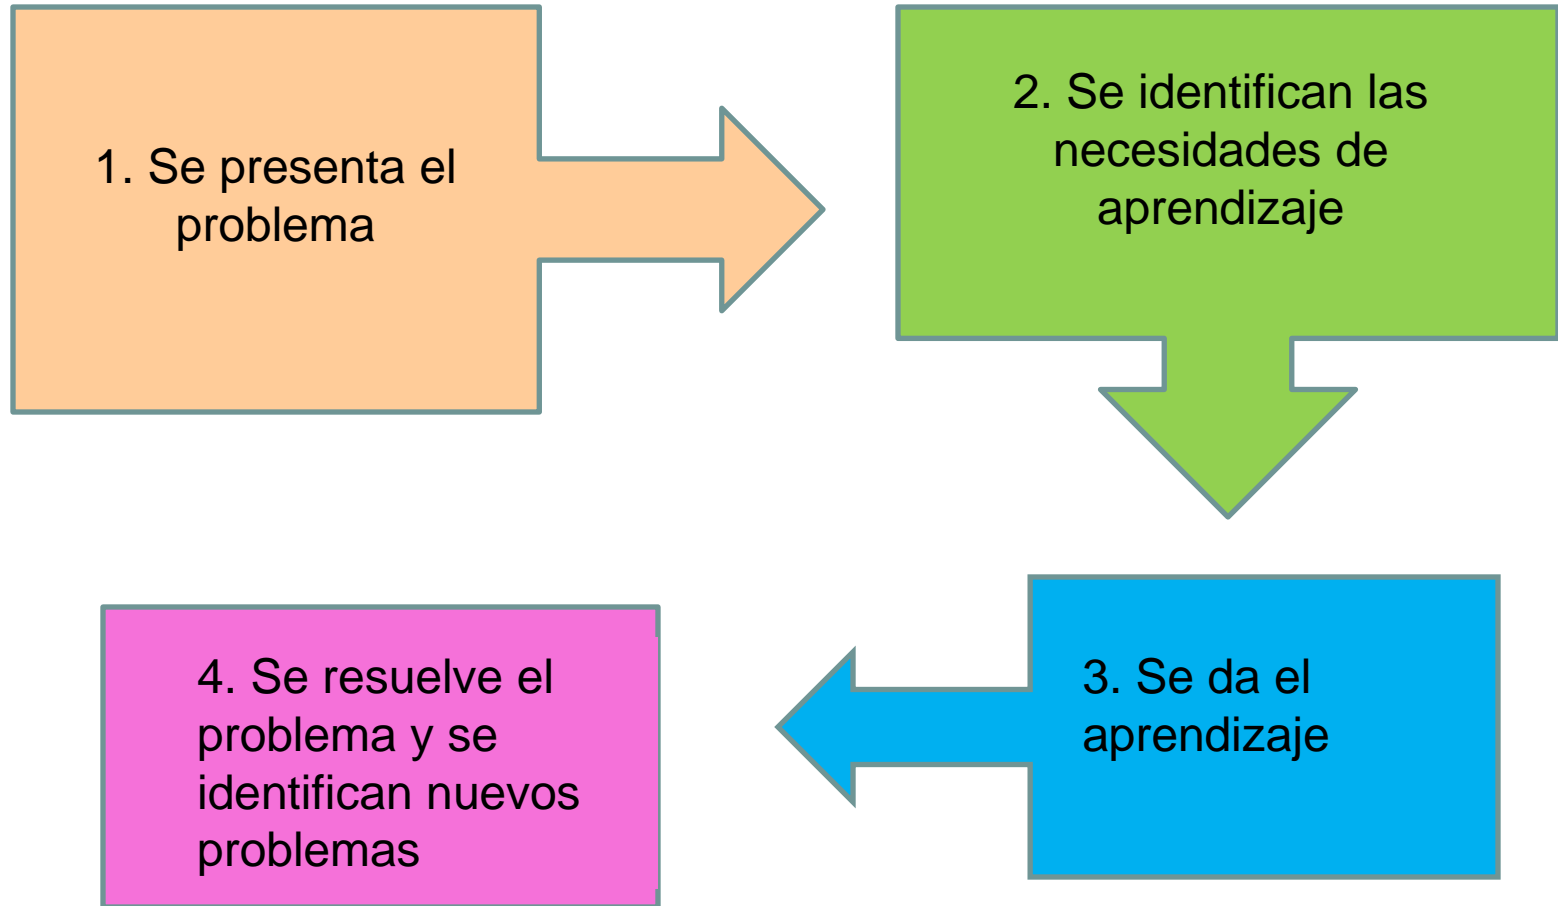 1. Se presenta el
problema
2. Se identifican las
necesidades de
aprendizaje
3. Se da el
aprendizaje
4. Se resuelve el
problema y se
identifican nuevos
problemas